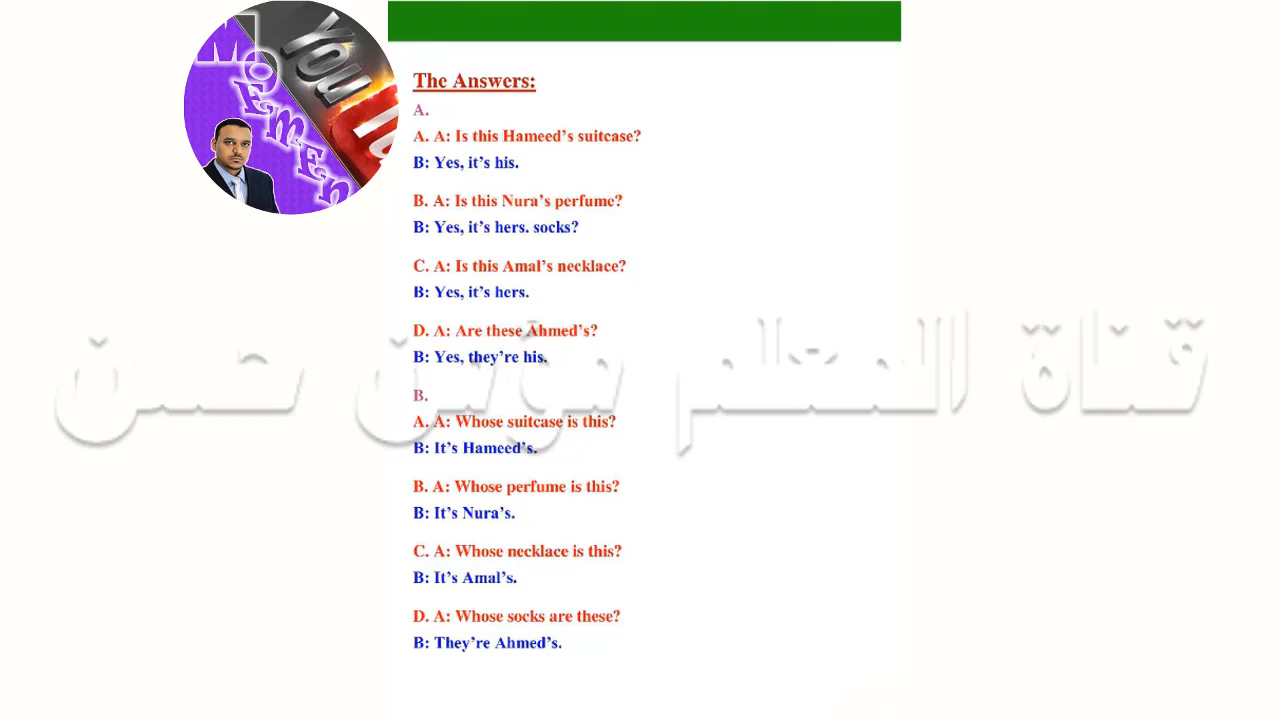 MOEMEN
You
The Answers:
A.
A. A: Is this Hameed’s suitcase?
B: Yes, it’s his.
B. A: Is this Nura’s perfume?
B: Yes, it’s hers. socks?
C. A: Is this Amal’s necklace?
B: Yes, it’s hers.
D. A: Are these Ahmed’s?
B: Yes, they’re his.
قناة المعلم مؤمن حسن
B.
A. A: Whose suitcase is this?
B: It’s Hameed’s.
B. A: Whose perfume is this?
B: It’s Nura’s.
C. A: Whose necklace is this?
B: It’s Amal’s.
D. A: Whose socks are these?
B: They’re Ahmed’s.